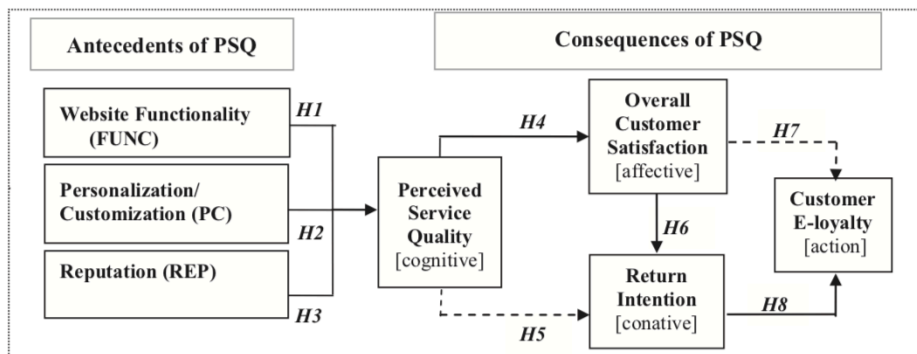 Antecedents of PSQ
Consequences of PSQ
H1
Website Functionality
(FUNC)
Personalization/
Customization (PC)
H2
Reputation (REP)
H3
Perceived
Service
Quality
[cognitive]
H4
H5
Overall
Customer
Satisfaction
[affective]
H6
Return
Intention
[conative]
H7
H8
Customer
E-loyalty
[action]